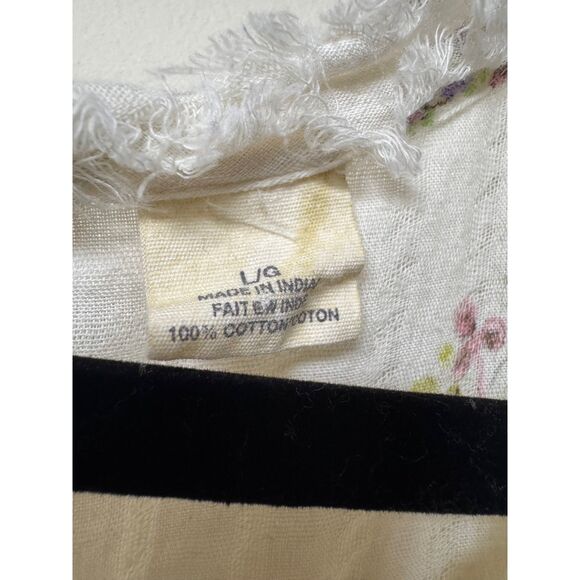 L/G
MADE IN INDIA
FAIT EN INDE
100% COTTON/COTON